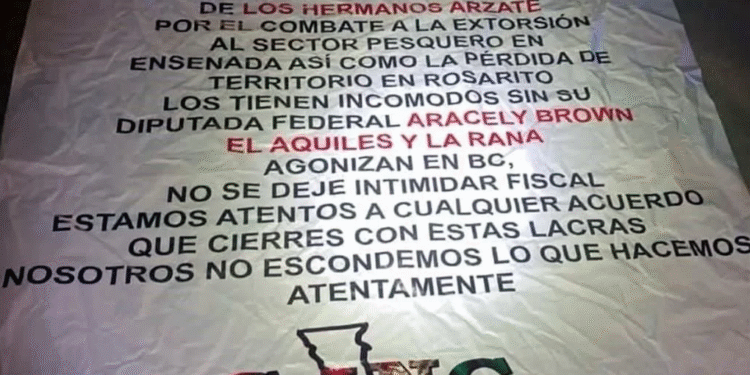 DE LOS HERMANOS ARZATE
POR EL COMBATE A LA EXTORSIÓN
AL SECTOR PESQUERO EN
ENSENADA ASÍ COMO LA PÉRDIDA DE
TERRITORIO EN ROSARITO
LOS TIENEN INCOMODOS SIN SU
DIPUTADA FEDERAL ARACELY BROWN
EL AQUILES Y LA RANA
AGONIZAN EN BC,
NO SE DEJE INTIMIDAR FISCAL
ESTAMOS ATENTOS A CUALQUIER ACUERDO
QUE CIERRES CON ESTAS LACRAS
NOSOTROS NO ESCONDEMOS LO QUE HACEMOS
ATENTAMENTE